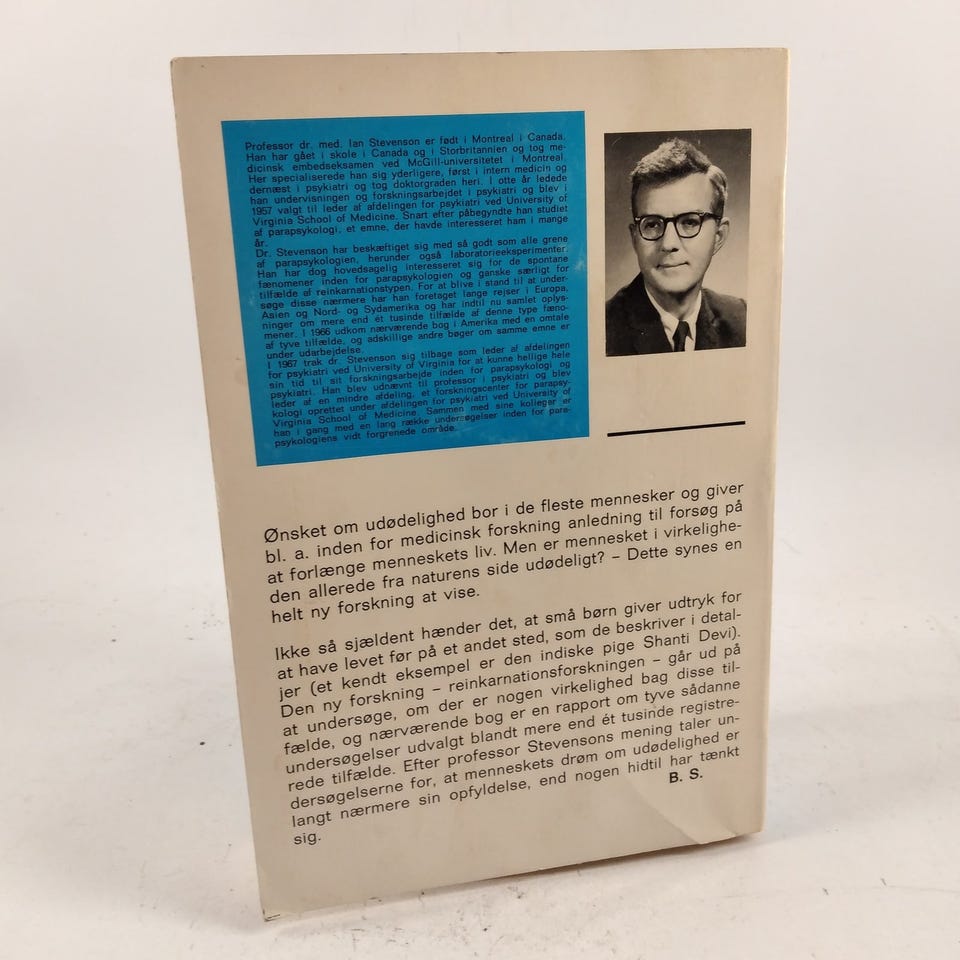 Professor dr. med. Ian Stevenson er født i Montreal i Canada.
Han har gået i skole i Canada og i Storbritannien og tog me-
dicinsk embedseksamen ved McGill-universitetet i Montreal.
Her specialiserede han sig yderligere, først i intern medicin og
dernæst i psykiatri og tog doktorgraden heri. I otte år ledede
han undervisningen og forskningsarbejdet i psykiatri og blev i
1957 valgt til leder af afdelingen for psykiatri ved University of
Virginia School of Medicine. Snart efter påbegyndte han studiet
af parapsykologi, et emne, der havde interesseret ham i mange
år.
Dr. Stevenson har beskæftiget sig med så godt som alle grene
af parapsykologien, herunder også laboratorieeksperimenter.
Han har dog hovedsagelig interesseret sig for de spontane
fænomener inden for parapsykologien og ganske særligt for
tilfælde af reinkarnationstypen. For at blive i stand til at under-
søge disse nærmere har han foretaget lange rejser i Europa,
Asien og Nord- og Sydamerika og har indtil nu samlet oplys-
ninger om mere end ét tusinde tilfælde af denne type fæno-
mener. I 1966 udkom nærværende bog i Amerika med en omtale
af tyve tilfælde, og adskillige andre bøger om samme emne er
under udarbejdelse.
I 1967 trak dr. Stevenson sig tilbage som leder af afdelingen
for psykiatri ved University of Virginia for at kunne hellige hele
sin tid til sit forskningsarbejde inden for parapsykologi og
psykiatri. Han blev udnævnt til professor i psykiatri og blev
leder af en mindre afdeling, et forskningscenter for parapsy-
kologi oprettet under afdelingen for psykiatri ved University of
Virginia School of Medicine. Sammen med sine kolleger er
han i gang med en lang række undersøgelser inden for para-
psykologiens vidt forgrenede område.
Ønsket om udødelighed bor i de fleste mennesker og giver
bl. a. inden for medicinsk forskning anledning til forsøg på
at forlænge menneskets liv. Men er mennesket i virkelighe-
den allerede fra naturens side udødeligt? – Dette synes en
helt ny forskning at vise.
Ikke så sjældent hænder det, at små børn giver udtryk for
at have levet før på et andet sted, som de beskriver i detal-
jer (et kendt eksempel er den indiske pige Shanti Devi).
Den ny forskning – reinkarnationsforskningen – går ud på
at undersøge, om der er nogen virkelighed bag disse til-
fælde, og nærværende bog er en rapport om tyve sådanne
undersøgelser udvalgt blandt mere end ét tusinde registre-
rede tilfælde. Efter professor Stevensons mening taler un-
dersøgelserne for, at menneskets drøm om udødelighed er
langt nærmere sin opfyldelse, end nogen hidtil har tænkt
sig.
B. S.